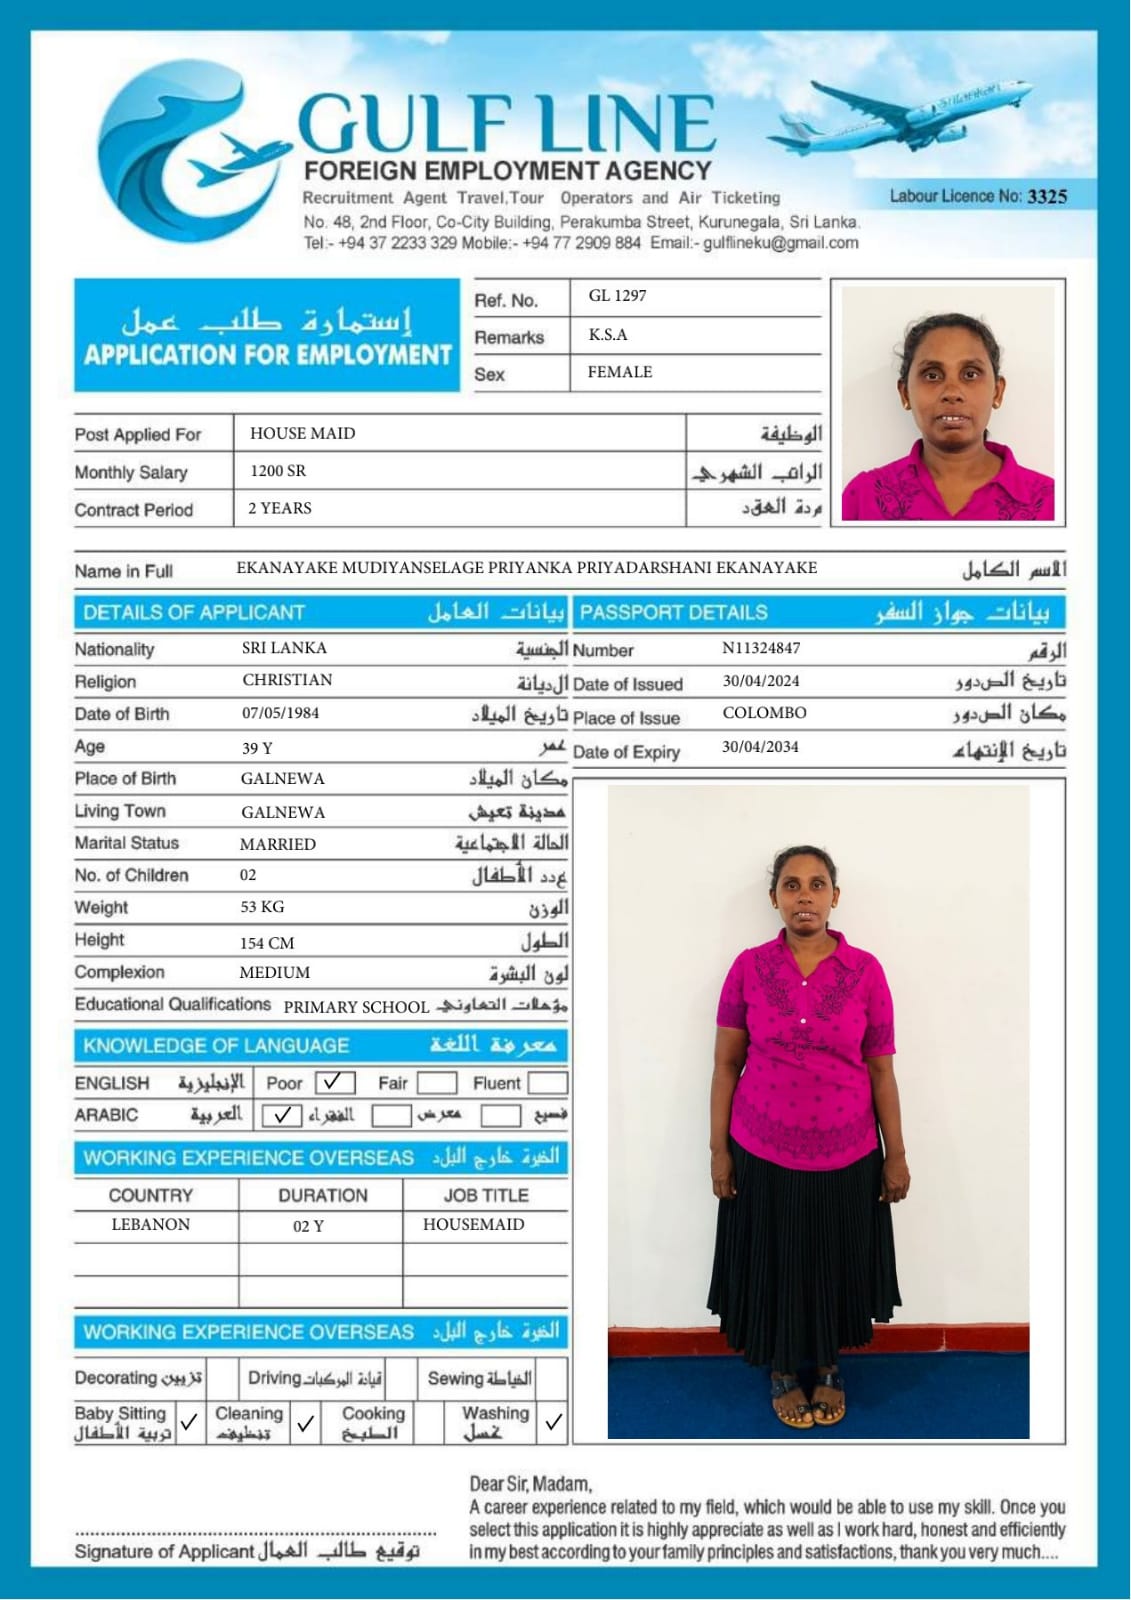 GULF LINE
FOREIGN EMPLOYMENT AGENCY
Recruitment Agent Travel,Tour Operators and Air Ticketing
Labour Licence No: 3325
No. 48, 2nd Floor, Co-City Building, Perakumba Street, Kurunegala, Sri Lanka.
Tel:- +94 37 2233 329 Mobile:- +94 77 2909 884 Email:- gulflineku@gmail.com
SriLankan
إستمارة طلب عمل
APPLICATION FOR EMPLOYMENT
Ref. No. GL 1297
Remarks K.S.A
Sex FEMALE
Post Applied For HOUSE MAID الوظيفة
Monthly Salary 1200 SR الراتب الشهري
Contract Period 2 YEARS مدة العقد
Name in Full EKANAYAKE MUDIYANSELAGE PRIYANKA PRIYADARSHANI EKANAYAKE الاسم الكامل
DETAILS OF APPLICANT بيانات العامل
Nationality SRI LANKA الجنسية
Religion CHRISTIAN الديانة
Date of Birth 07/05/1984 تاريخ الميلاد
Age 39 Y عمر
Place of Birth GALNEWA مكان الميلاد
Living Town GALNEWA مدينة تعيش
Marital Status MARRIED الحالة الاجتماعية
No. of Children 02 عدد الأطفال
Weight 53 KG الوزن
Height 154 CM الطول
Complexion MEDIUM لون البشرة
Educational Qualifications PRIMARY SCHOOL مؤهلات التعاوني
PASSPORT DETAILS بيانات جواز السفر
Number N11324847 الرقم
Date of Issued 30/04/2024 تاريخ الصدور
Place of Issue COLOMBO مكان الصدور
Date of Expiry 30/04/2034 تاريخ الإنتهاء
KNOWLEDGE OF LANGUAGE معرفة اللغة
ENGLISH الإنجليزية Poor ✓ Fair Fluent
ARABIC العربية ✓ الفقراء معرض فصيح
WORKING EXPERIENCE OVERSEAS الخبرة خارج البلد
COUNTRY DURATION JOB TITLE
LEBANON 02 Y HOUSEMAID
WORKING EXPERIENCE OVERSEAS الخبرة خارج البلد
Decorating تزيين Driving قيادة المركبات Sewing الخياطة
Baby Sitting ✓ Cleaning ✓ Cooking Washing ✓
تربية الأطفال تنظيف الطبخ غسل
Dear Sir, Madam,
A career experience related to my field, which would be able to use my skill. Once you
select this application it is highly appreciate as well as I work hard, honest and efficiently
in my best according to your family principles and satisfactions, thank you very much....
Signature of Applicant توقيع طالب العمال